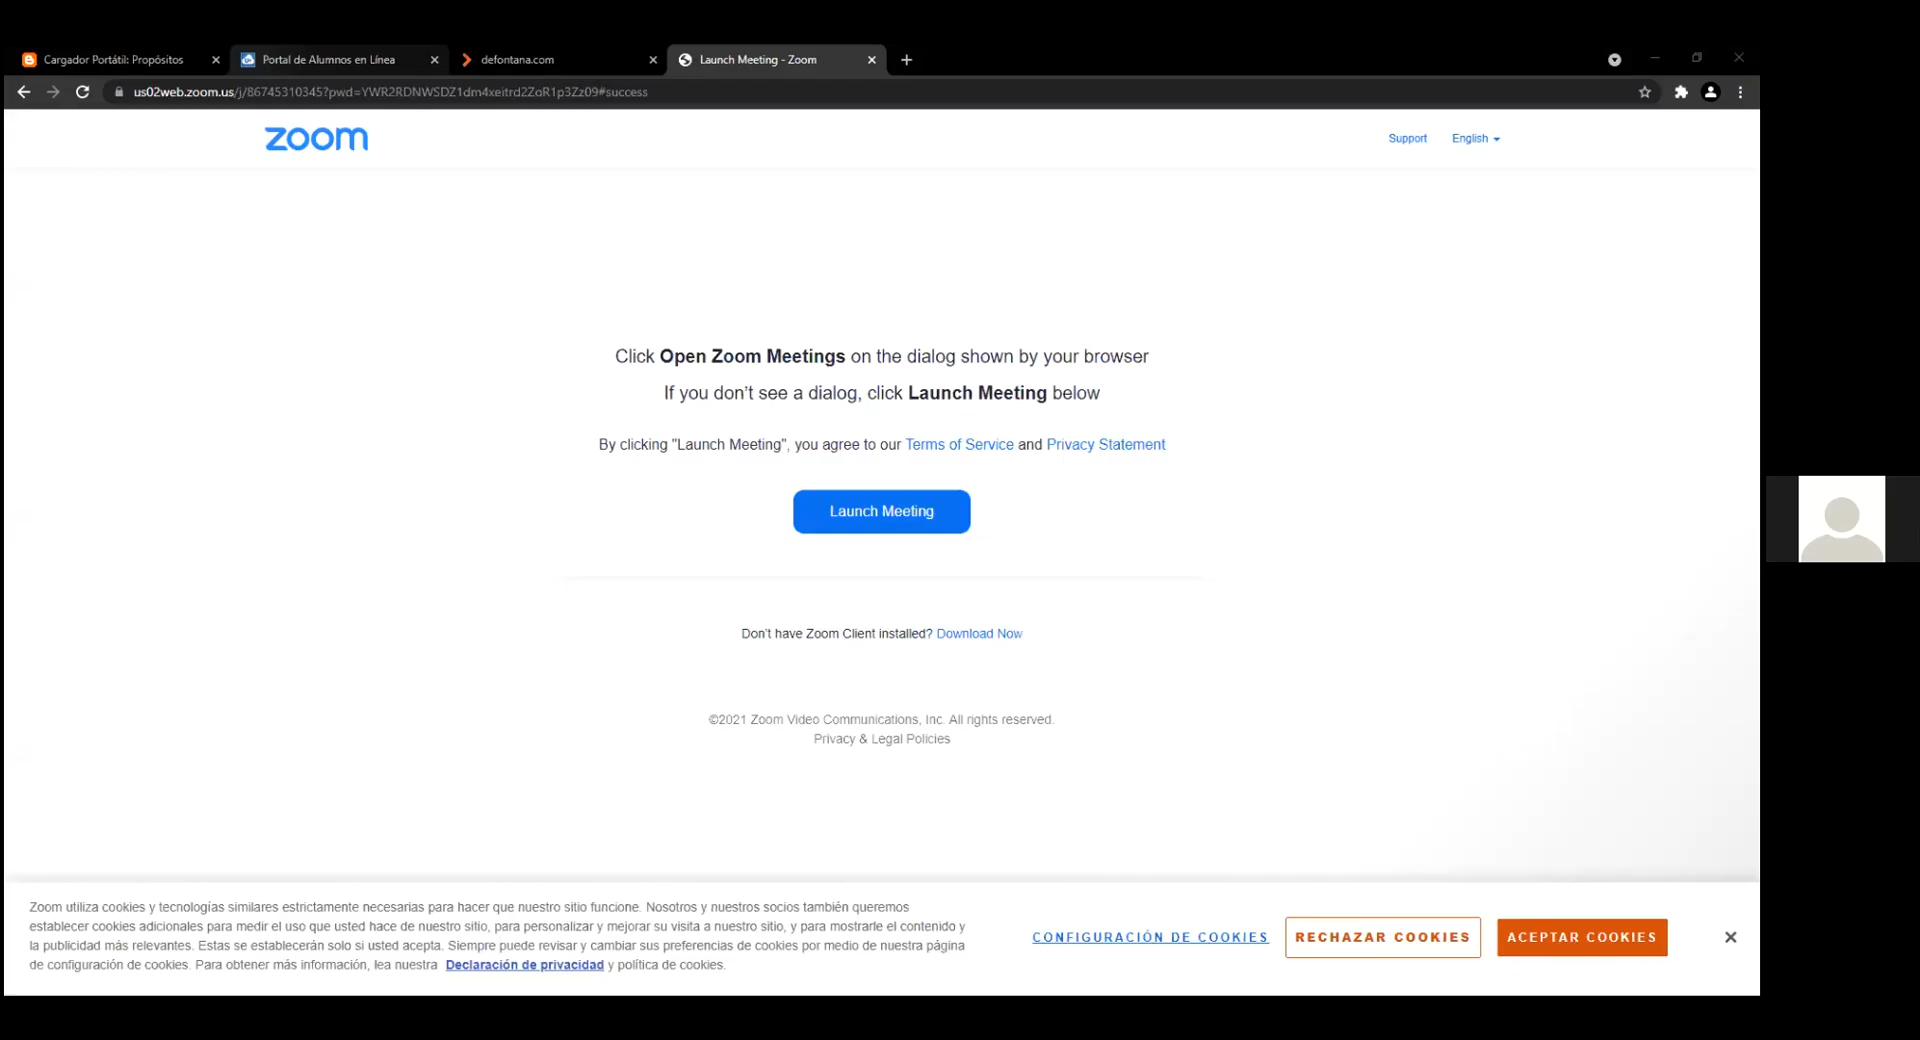 Cargador Portátil: Propósitos
Portal de Alumnos en Línea
defontana.com
Launch Meeting - Zoom
us02web.zoom.us/j/86745310345?pwd=YWR2RDNWSDZ1dm4xeitrd2ZoR1p3Zz09#success
zoom
Support
English
Click Open Zoom Meetings on the dialog shown by your browser
If you don't see a dialog, click Launch Meeting below
By clicking "Launch Meeting", you agree to our Terms of Service and Privacy Statement
Launch Meeting
Don't have Zoom Client installed? Download Now
©2021 Zoom Video Communications, Inc. All rights reserved.
Privacy & Legal Policies
Zoom utiliza cookies y tecnologías similares estrictamente necesarias para hacer que nuestro sitio funcione. Nosotros y nuestros socios también queremos
establecer cookies adicionales para medir el uso que usted hace de nuestro sitio, para personalizar y mejorar su visita a nuestro sitio, y para mostrarle el contenido y
la publicidad más relevantes. Estas se establecerán solo si usted acepta. Siempre puede revisar y cambiar sus preferencias de cookies por medio de nuestra página
de configuración de cookies. Para obtener más información, lea nuestra Declaración de privacidad y política de cookies.
CONFIGURACIÓN DE COOKIES
RECHAZAR COOKIES
ACEPTAR COOKIES